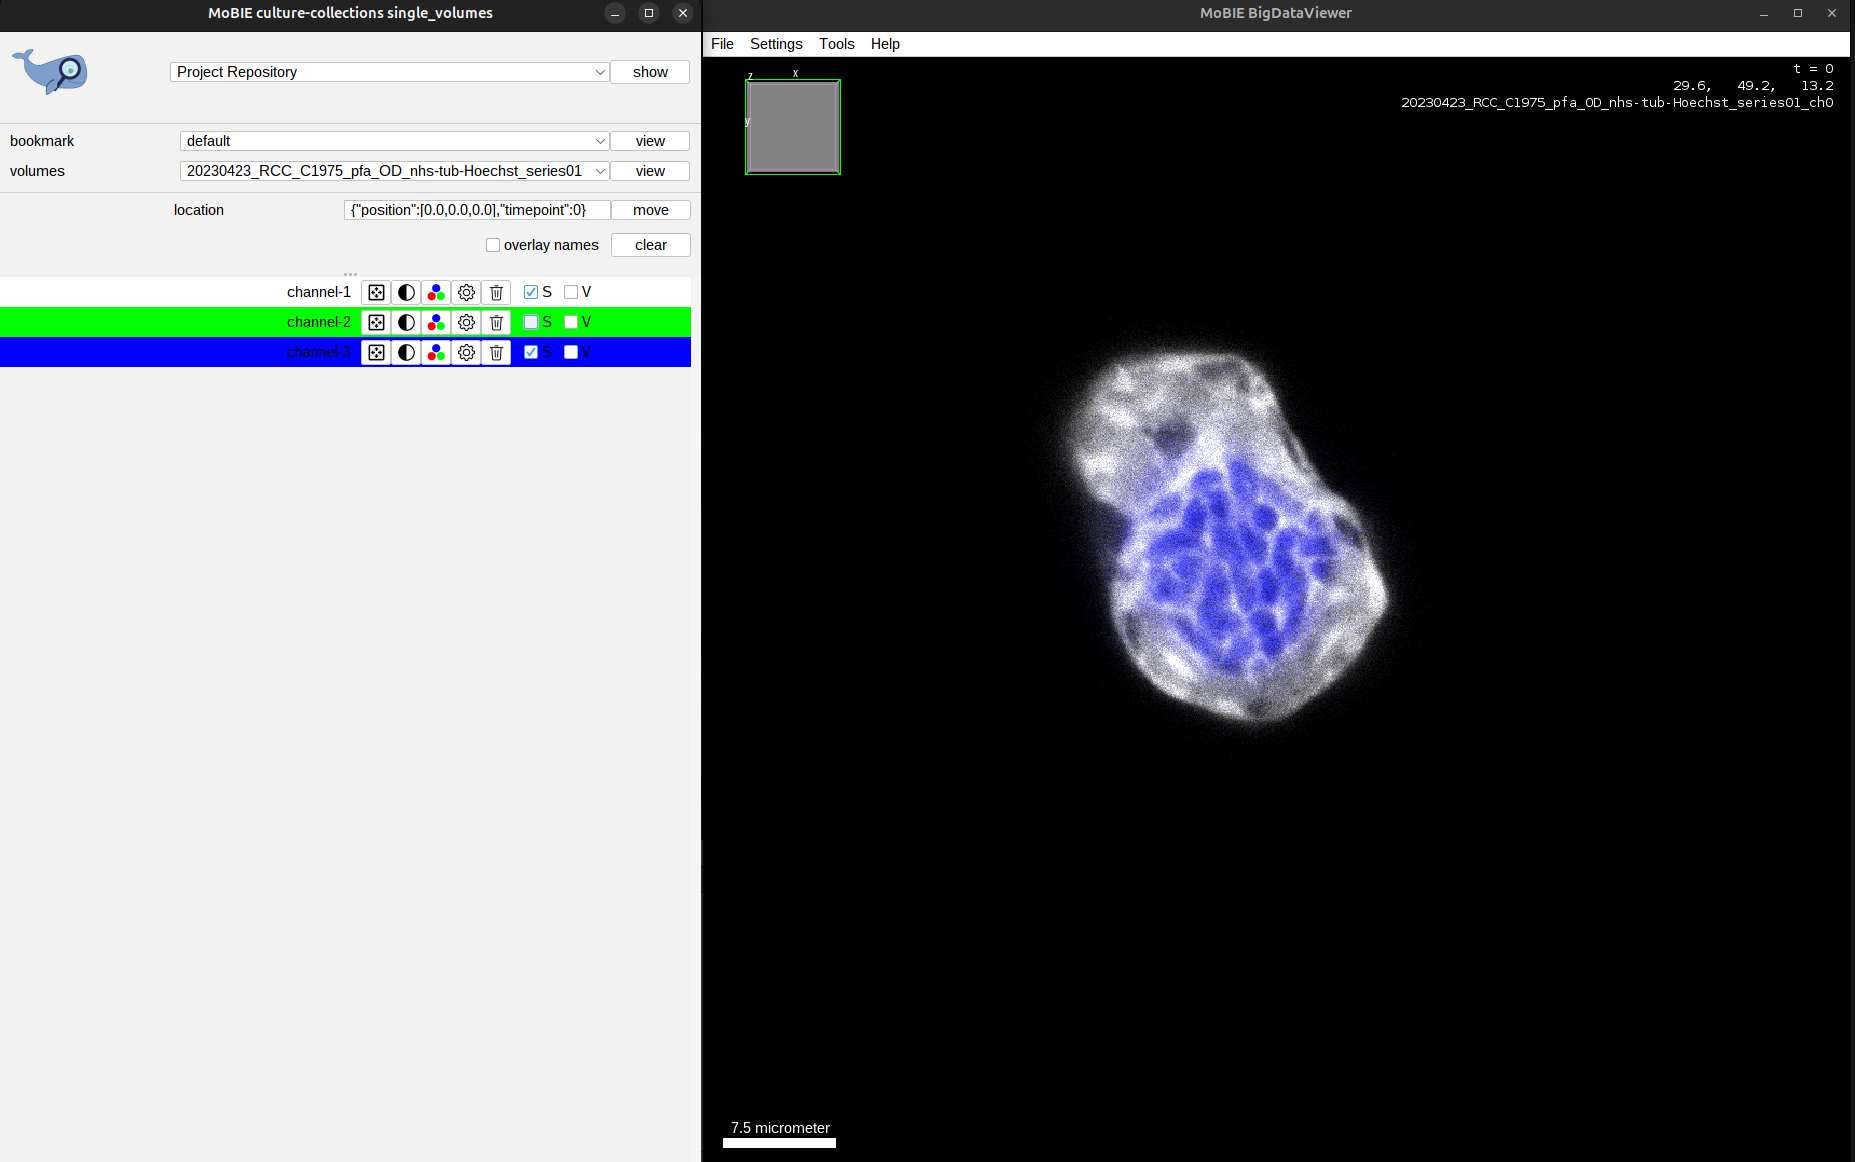 MoBIE culture-collections single_volumes
Project Repository
show
bookmark
default
view
volumes
20230423_RCC_C1975_pfa_OD_nhs-tub-Hoechst_series01
view
location
{"position":[0.0,0.0,0.0],"timepoint":0}
move
overlay names
clear
channel-1
S
V
channel-2
S
V
channel-3
S
V
MoBIE BigDataViewer
File
Settings
Tools
Help
z
x
y
t = 0
29.6, 49.2, 13.2
20230423_RCC_C1975_pfa_OD_nhs-tub-Hoechst_series01_ch0
7.5 micrometer